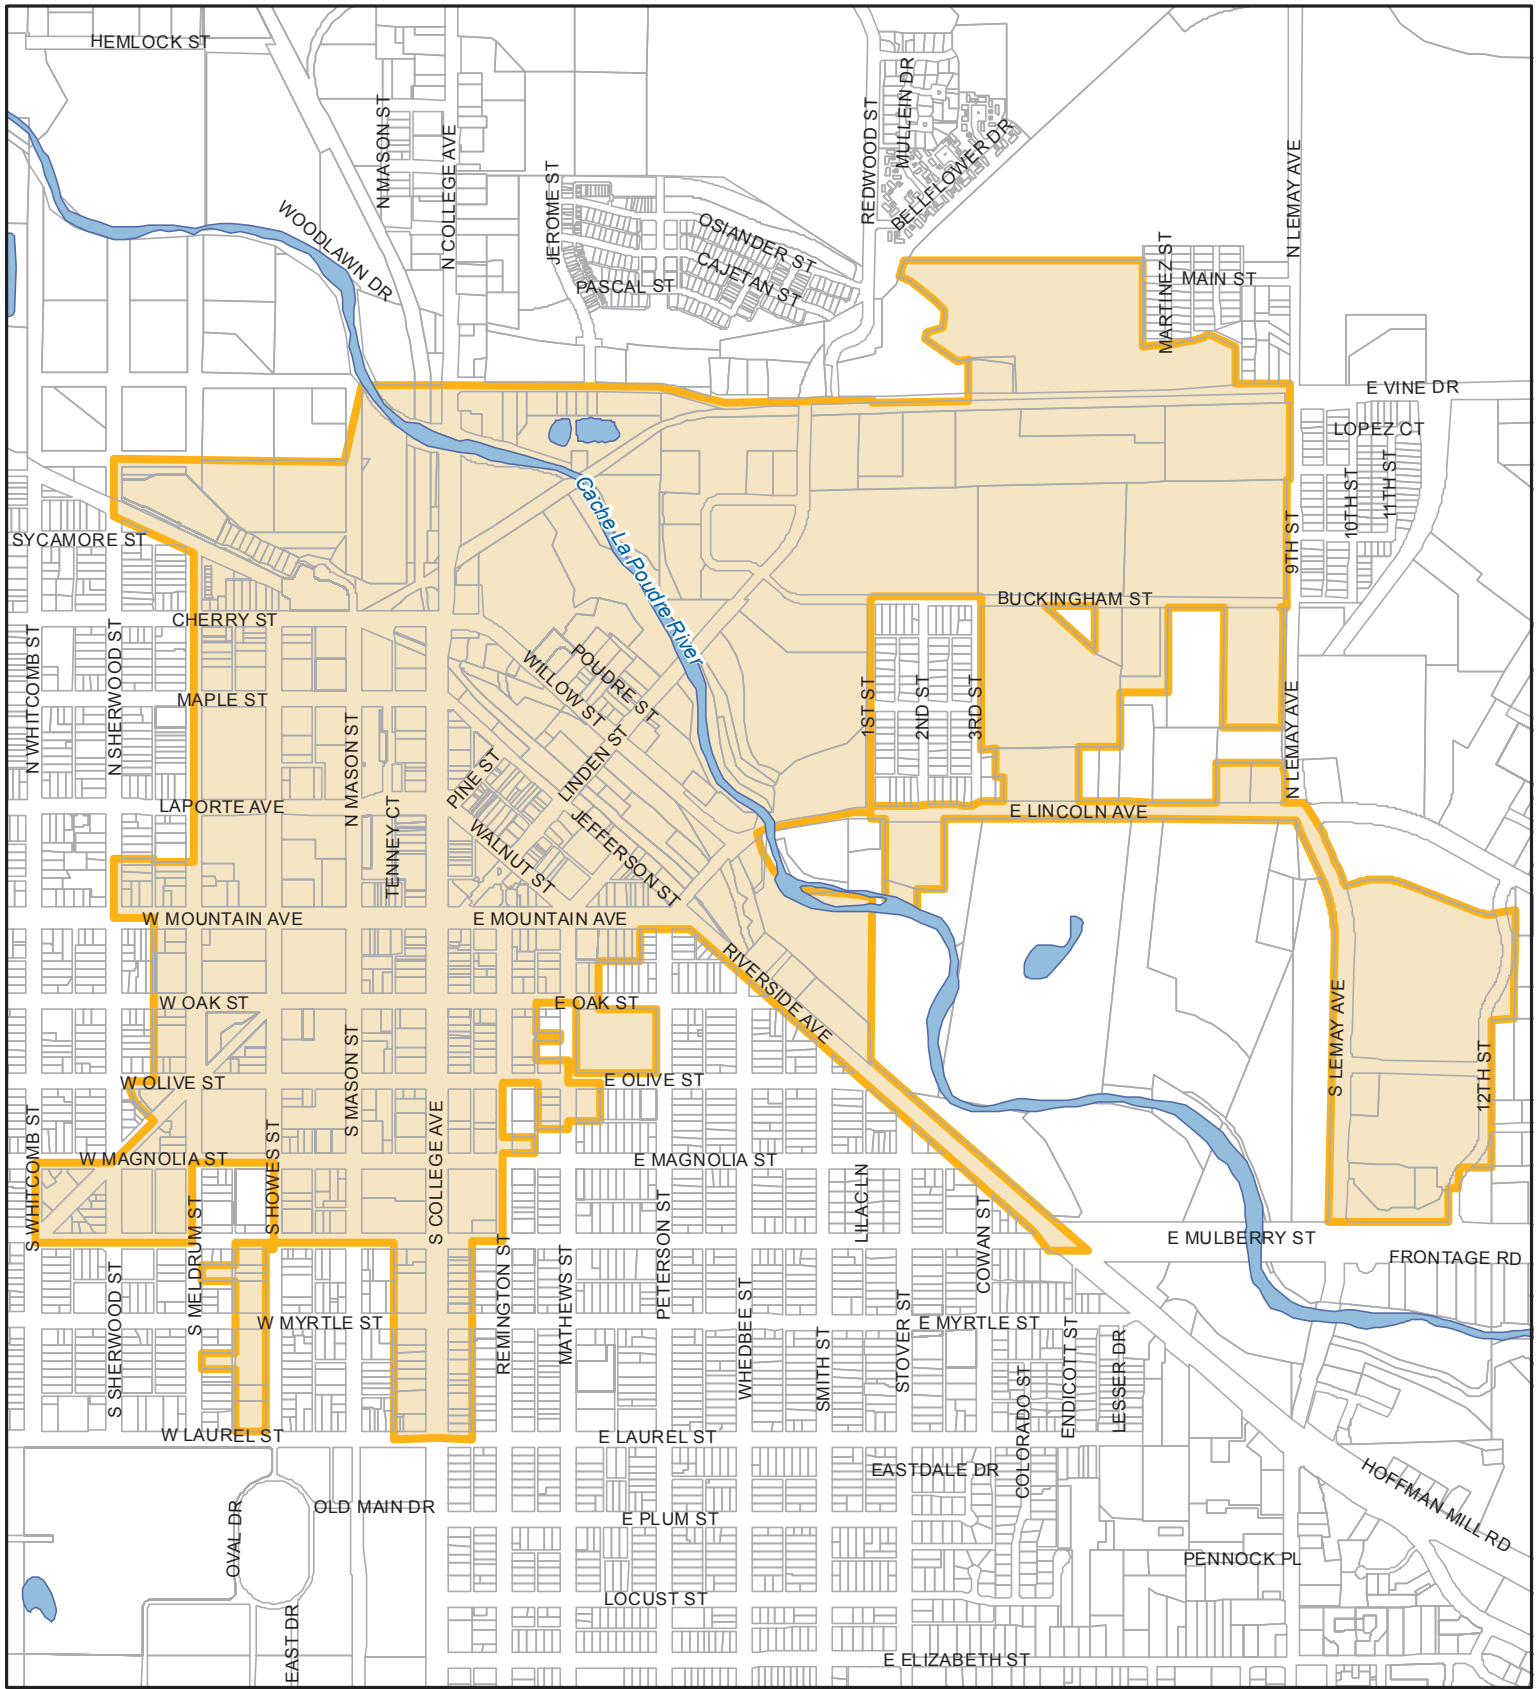 HEMLOCK ST
N MASON ST
N COLLEGE AVE
WOODLAWN DR
JEROME ST
OSIANDER ST
CAJETAN ST
PASCAL ST
REDWOOD ST
MULLEIN DR
BELLFLOWER DR
N LEMAY AVE
MARTINEZ ST
MAIN ST
E VINE DR
LOPEZ CT
10TH ST
11TH ST
9TH ST
SYCAMORE ST
Cache La Poudre River
BUCKINGHAM ST
CHERRY ST
N WHITCOMB ST
N SHERWOOD ST
MAPLE ST
N MASON ST
WILLOW ST
POUDRE ST
LINDEN ST
PINE ST
1ST ST
2ND ST
3RD ST
N LEMAY AVE
LAPORTE AVE
TENNEY CT
WALNUT ST
JEFFERSON ST
E LINCOLN AVE
W MOUNTAIN AVE
E MOUNTAIN AVE
RIVERSIDE AVE
W OAK ST
E OAK ST
S MASON ST
S LEMAY AVE
12TH ST
W OLIVE ST
E OLIVE ST
S WHITCOMB ST
S HOWES ST
S COLLEGE AVE
W MAGNOLIA ST
E MAGNOLIA ST
S MELDRUM ST
PETERSON ST
LILAC LN
COWAN ST
E MULBERRY ST
FRONTAGE RD
S SHERWOOD ST
W MYRTLE ST
REMINGTON ST
MATHEWS ST
WHEDBEE ST
SMITH ST
STOVER ST
E MYRTLE ST
COLORADO ST
ENDICOTT ST
LESSER DR
W LAUREL ST
E LAUREL ST
EASTDALE DR
HOFFMAN MILL RD
OVAL DR
OLD MAIN DR
E PLUM ST
PENNOCK PL
LOCUST ST
EAST DR
E ELIZABETH ST